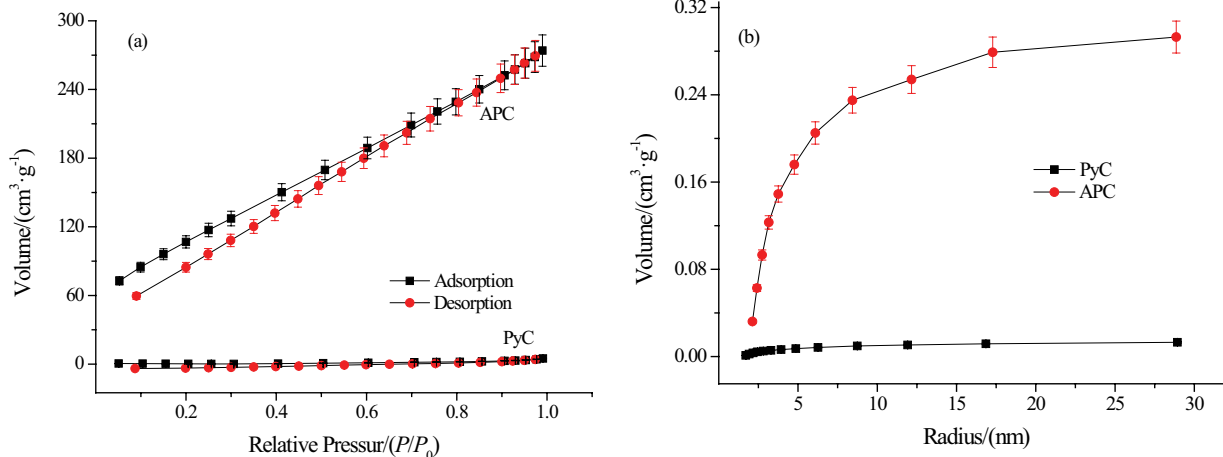 (a)
APC
Adsorption
Desorption
PyC
300
240
180
120
60
0
0.2
0.4
0.6
0.8
1.0
Volume/(cm³·g⁻¹)
Relative Pressur/(P/P₀)
(b)
PyC
APC
0.32
0.24
0.16
0.08
0.00
5
10
15
20
25
30
Volume/(cm³·g⁻¹)
Radius/(nm)